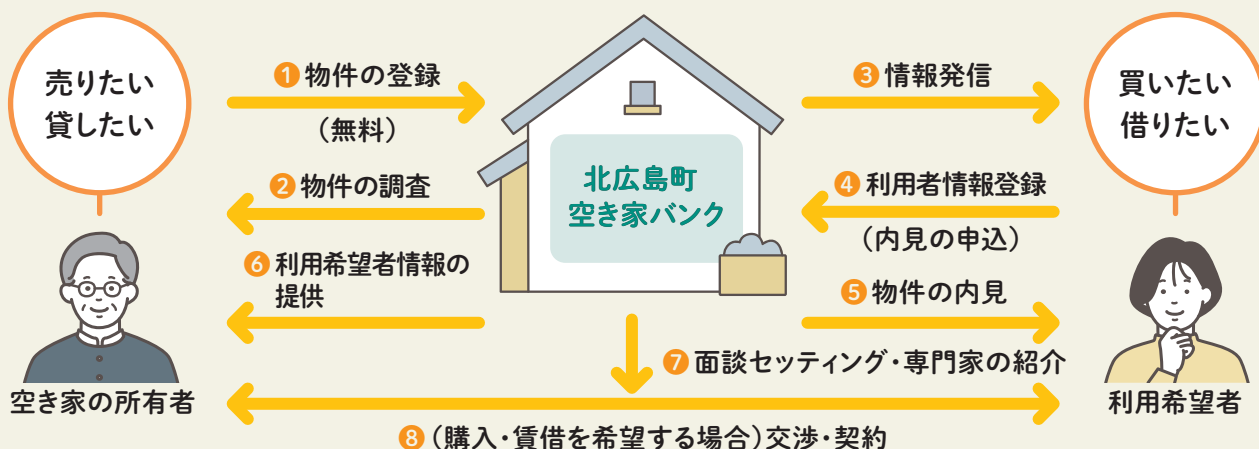 売りたい
貸したい
❶物件の登録
(無料)
❷物件の調査
❻利用希望者情報の
提供
空き家の所有者
北広島町
空き家バンク
❸情報発信
❹利用者情報登録
(内見の申込)
❺物件の内見
買いたい
借りたい
利用希望者
❼面談セッティング・専門家の紹介
❽(購入・賃借を希望する場合)交渉・契約